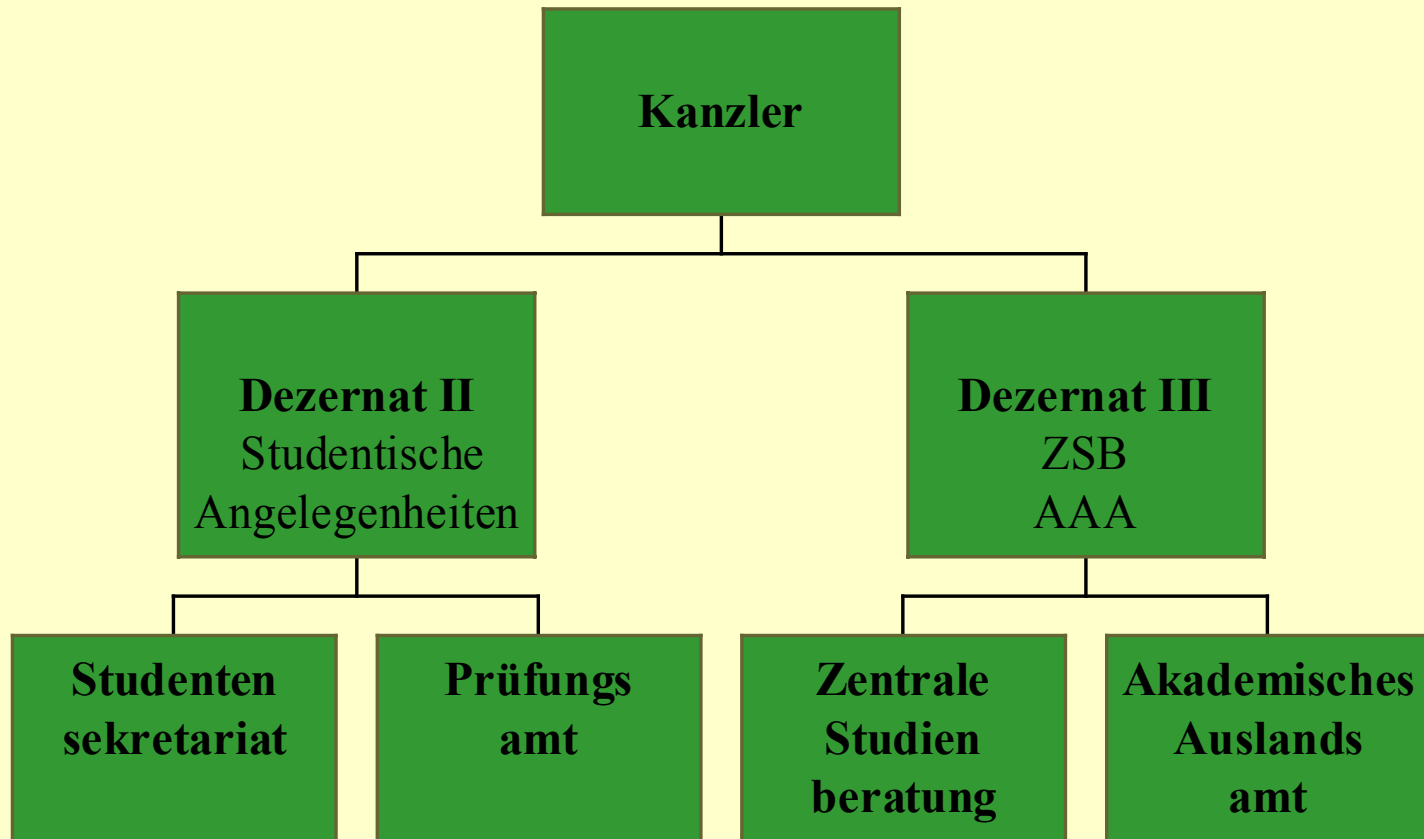 Kanzler
Dezernat II
Studentische
Angelegenheiten
Dezernat III
ZSB
AAA
Studenten
sekretariat
Prüfungs
amt
Zentrale
Studien
beratung
Akademisches
Auslands
amt